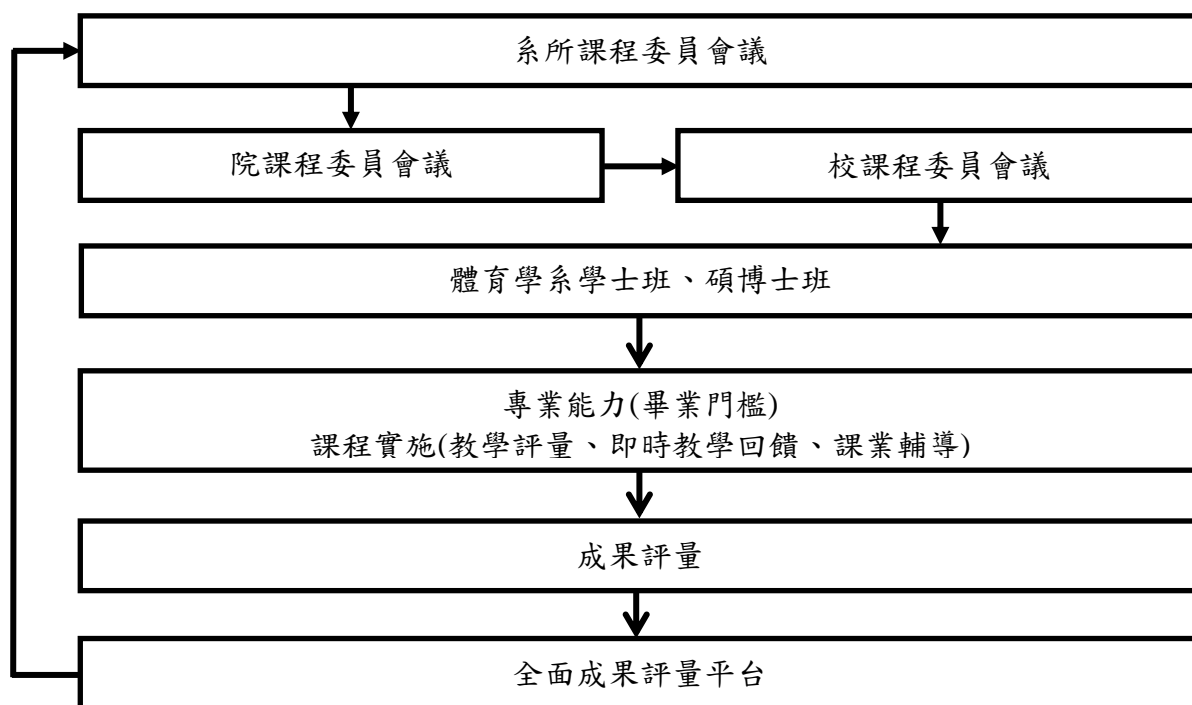 系所課程委員會議
院課程委員會議
校課程委員會議
體育學系學士班、碩博士班
專業能力(畢業門檻)
課程實施(教學評量、即時教學回饋、課業輔導)
成果評量
全面成果評量平台